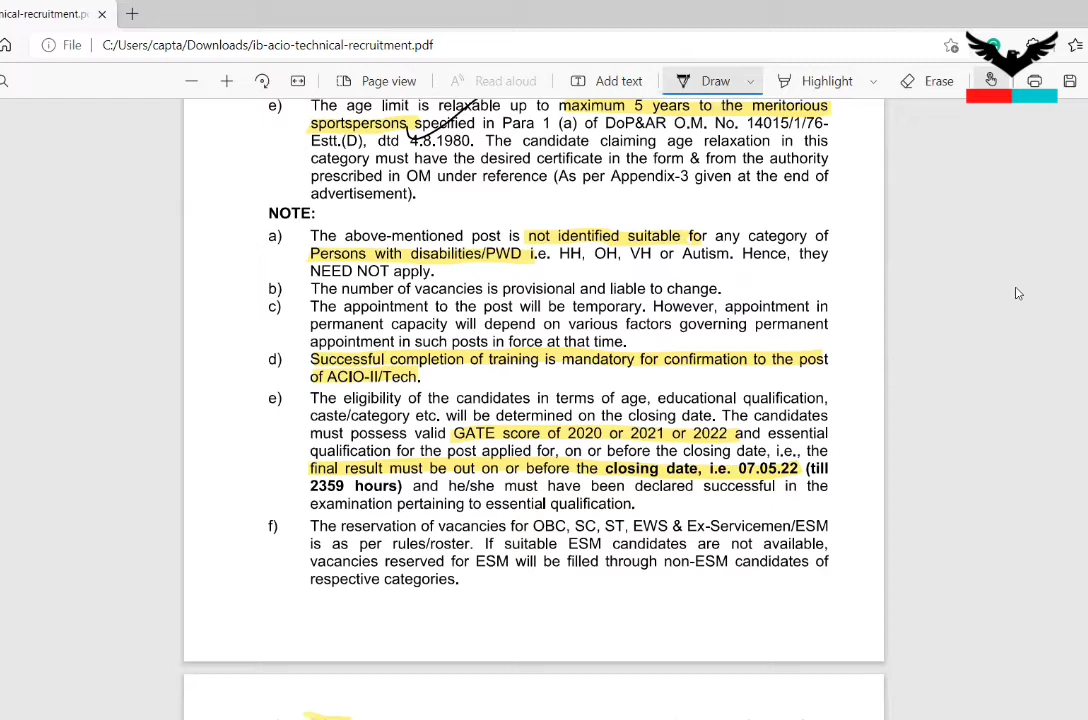 nical-recruitment.p
File C:/Users/capta/Downloads/ib-acio-technical-recruitment.pdf
Page view Read aloud Add text Draw Highlight Erase
e) The age limit is relaxable up to maximum 5 years to the meritorious
sportspersons specified in Para 1 (a) of DoP&AR O.M. No. 14015/1/76-
Estt.(D), dtd 4.8.1980. The candidate claiming age relaxation in this
category must have the desired certificate in the form & from the authority
prescribed in OM under reference (As per Appendix-3 given at the end of
advertisement).
NOTE:
a) The above-mentioned post is not identified suitable for any category of
Persons with disabilities/PWD i.e. HH, OH, VH or Autism. Hence, they
NEED NOT apply.
b) The number of vacancies is provisional and liable to change.
c) The appointment to the post will be temporary. However, appointment in
permanent capacity will depend on various factors governing permanent
appointment in such posts in force at that time.
d) Successful completion of training is mandatory for confirmation to the post
of ACIO-II/Tech.
e) The eligibility of the candidates in terms of age, educational qualification,
caste/category etc. will be determined on the closing date. The candidates
must possess valid GATE score of 2020 or 2021 or 2022 and essential
qualification for the post applied for, on or before the closing date, i.e., the
final result must be out on or before the closing date, i.e. 07.05.22 (till
2359 hours) and he/she must have been declared successful in the
examination pertaining to essential qualification.
f) The reservation of vacancies for OBC, SC, ST, EWS & Ex-Servicemen/ESM
is as per rules/roster. If suitable ESM candidates are not available,
vacancies reserved for ESM will be filled through non-ESM candidates of
respective categories.